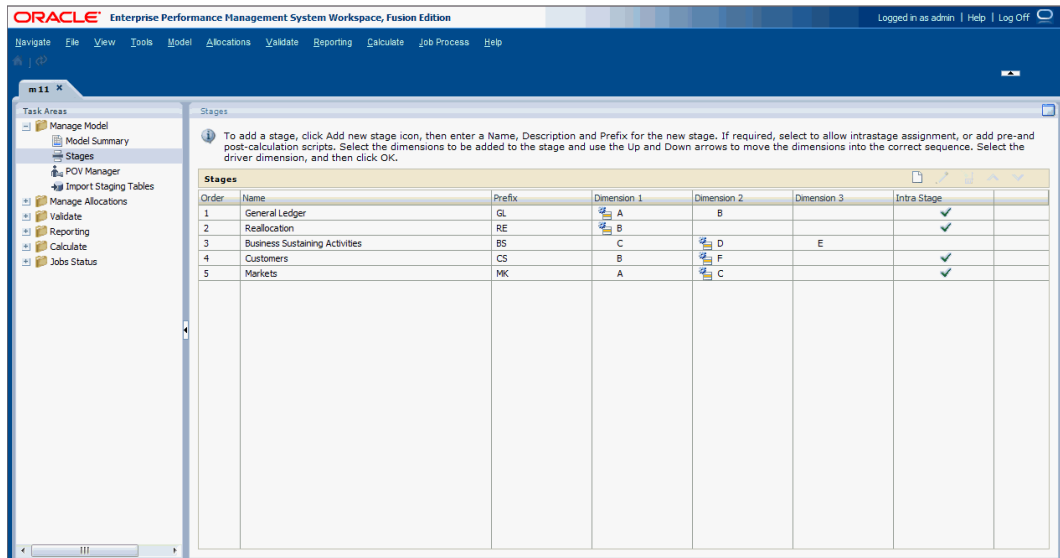 ORACLE® Enterprise Performance Management System Workspace, Fusion Edition Logged in as admin | Help | Log Off
Navigate File View Tools Model Allocations Validate Reporting Calculate Job Process Help
m11 X
Task Areas
Manage Model
Model Summary
Stages
POV Manager
Import Staging Tables
Manage Allocations
Validate
Reporting
Calculate
Jobs Status
Stages
To add a stage, click Add new stage icon, then enter a Name, Description and Prefix for the new stage. If required, select to allow intrastage assignment, or add pre-and
post-calculation scripts. Select the dimensions to be added to the stage and use the Up and Down arrows to move the dimensions into the correct sequence. Select the
driver dimension, and then click OK.
Stages
Order Name Prefix Dimension 1 Dimension 2 Dimension 3 Intra Stage
1 General Ledger GL A B
2 Reallocation RE B
3 Business Sustaining Activities BS C D E
4 Customers CS B F
5 Markets MK A C